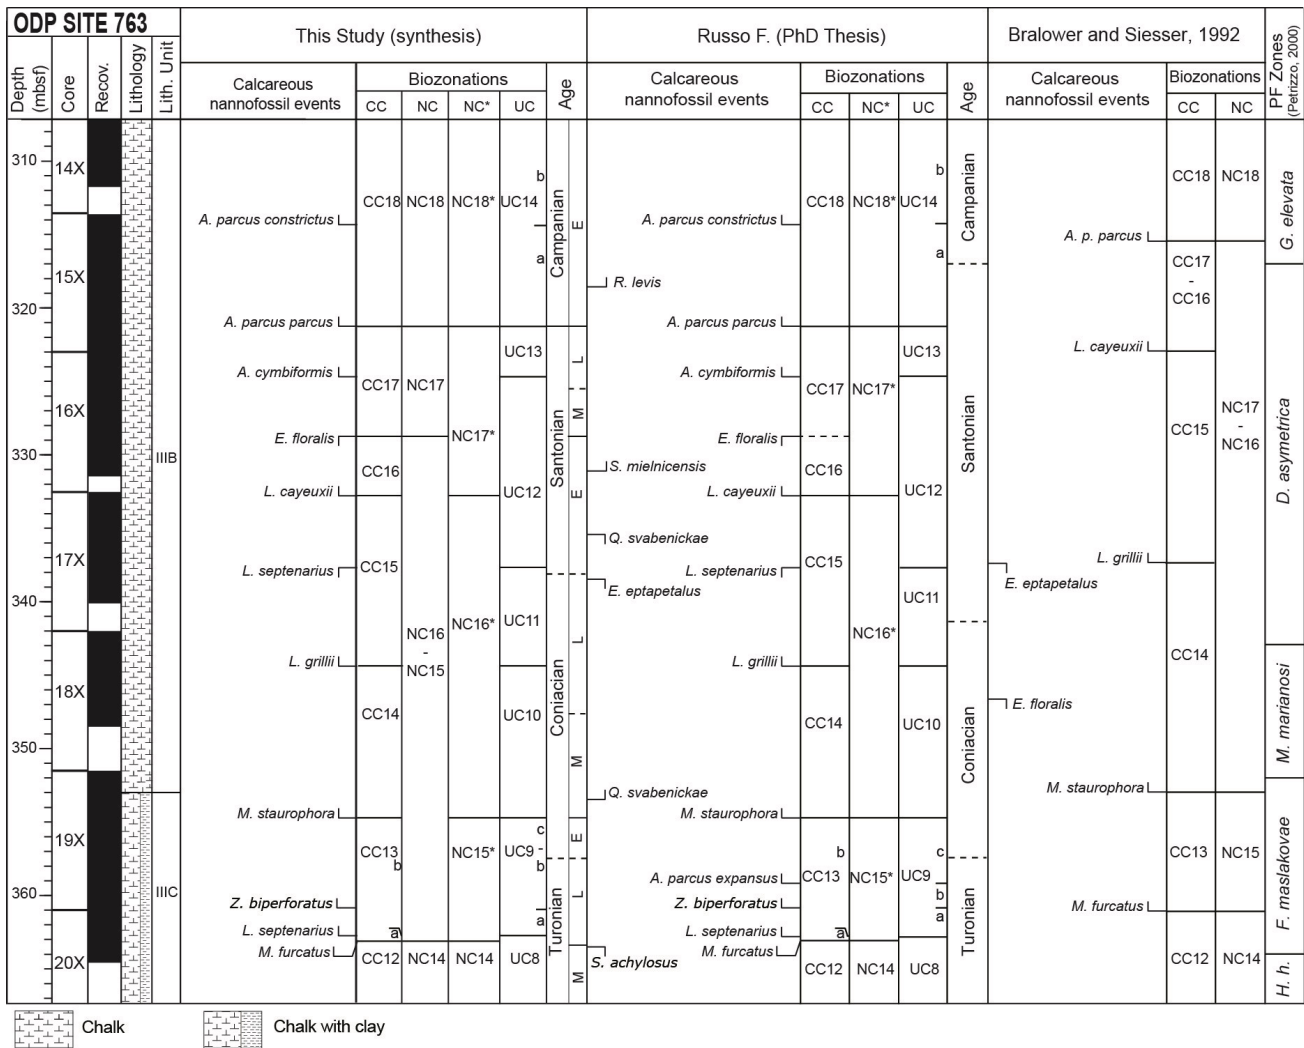 ODP SITE 763
Depth (mbsf)
Core
Recov.
Lithology
Lith. Unit
This Study (synthesis)
Calcareous
nannofossil events
Biozonations
CC NC NC* UC
Age
Russo F. (PhD Thesis)
Calcareous
nannofossil events
Biozonations
CC NC* UC
Age
Bralower and Siesser, 1992
Calcareous
nannofossil events
Biozonations
CC NC
PF Zones
(Petrizzo, 2000)
310
320
330
340
350
360
14X
15X
16X
17X
18X
19X
20X
IIIB
IIIC
A. parcus constrictus
A. parcus parcus
A. cymbiformis
E. floralis
L. cayeuxii
L. septenarius
L. grillii
M. staurophora
Z. biperforatus
L. septenarius
M. furcatus
CC18
CC17
CC16
CC15
CC14
CC13
b
a
CC12
NC18
NC17
NC16
-
NC15
NC14
NC18*
NC17*
NC16*
NC15*
NC14
b
UC14
a
UC13
UC12
UC11
UC10
c
UC9 -
b
a
UC8
Campanian
Santonian
Coniacian
Turonian
E
L
M
E
L
M
E
L
M
R. levis
S. mielnicensis
Q. svabenickae
E. eptapetalus
Q. svabenickae
S. achylosus
A. parcus constrictus
A. parcus parcus
A. cymbiformis
E. floralis
L. cayeuxii
L. septenarius
L. grillii
M. staurophora
A. parcus expansus
Z. biperforatus
L. septenarius
M. furcatus
CC18
CC17
CC16
CC15
CC14
b
CC13
a
CC12
NC18*
NC17*
NC16*
NC15*
NC14
b
UC14
a
UC13
UC12
UC11
UC10
c
UC9
b
a
UC8
Campanian
Santonian
Coniacian
Turonian
E. eptapetalus
E. floralis
A. p. parcus
L. cayeuxii
L. grillii
M. staurophora
M. furcatus
CC18
CC17
-
CC16
CC15
CC14
CC13
CC12
NC18
NC17
-
NC16
NC15
NC14
G. elevata
D. asymetrica
M. marianosi
F. maslakovae
H. h.
Chalk
Chalk with clay